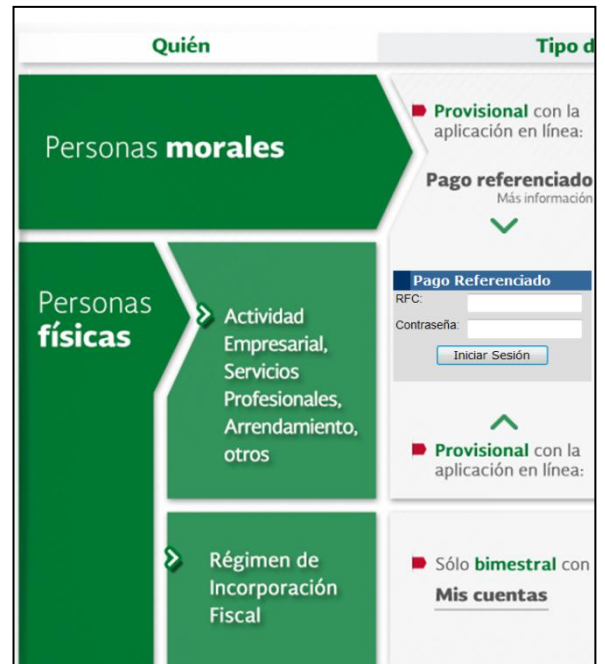 Quién
Tipo d
Personas morales
Provisional con la
aplicación en línea:
Pago referenciado
Más información
Pago Referenciado
RFC:
Contraseña:
Iniciar Sesión
Provisional con la
aplicación en línea:
Personas
físicas
Actividad
Empresarial,
Servicios
Profesionales,
Arrendamiento,
otros
Régimen de
Incorporación
Fiscal
Sólo bimestral con
Mis cuentas